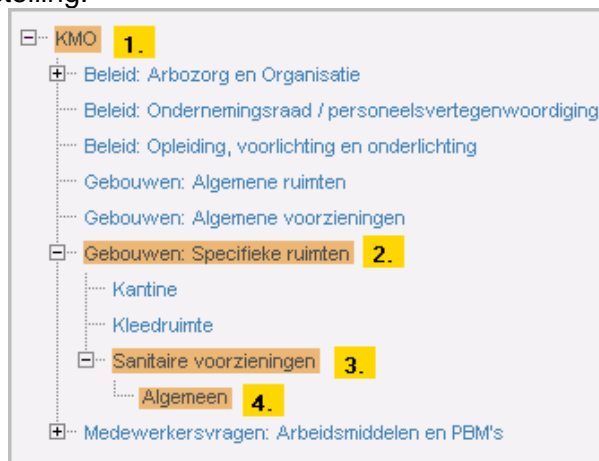 KMO 1.
Beleid: Arbozorg en Organisatie
Beleid: Ondernemingsraad / personeelsvertegenwoordiging
Beleid: Opleiding, voorlichting en onderlichting
Gebouwen: Algemene ruimten
Gebouwen: Algemene voorzieningen
Gebouwen: Specifieke ruimten 2.
Kantine
Kleedruimte
Sanitaire voorzieningen 3.
Algemeen 4.
Medewerkersvragen: Arbeidsmiddelen en PBM's